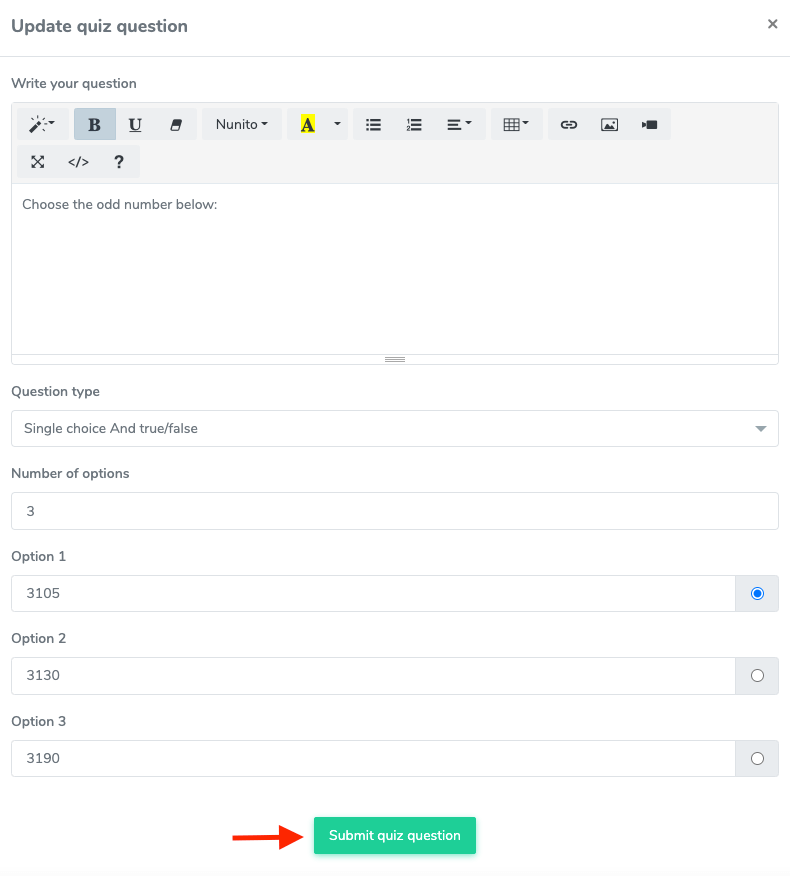 Update quiz question ×
Write your question
B U Nunito A
</> ?
Choose the odd number below:
Question type
Single choice And true/false
Number of options
3
Option 1
3105
Option 2
3130
Option 3
3190
Submit quiz question